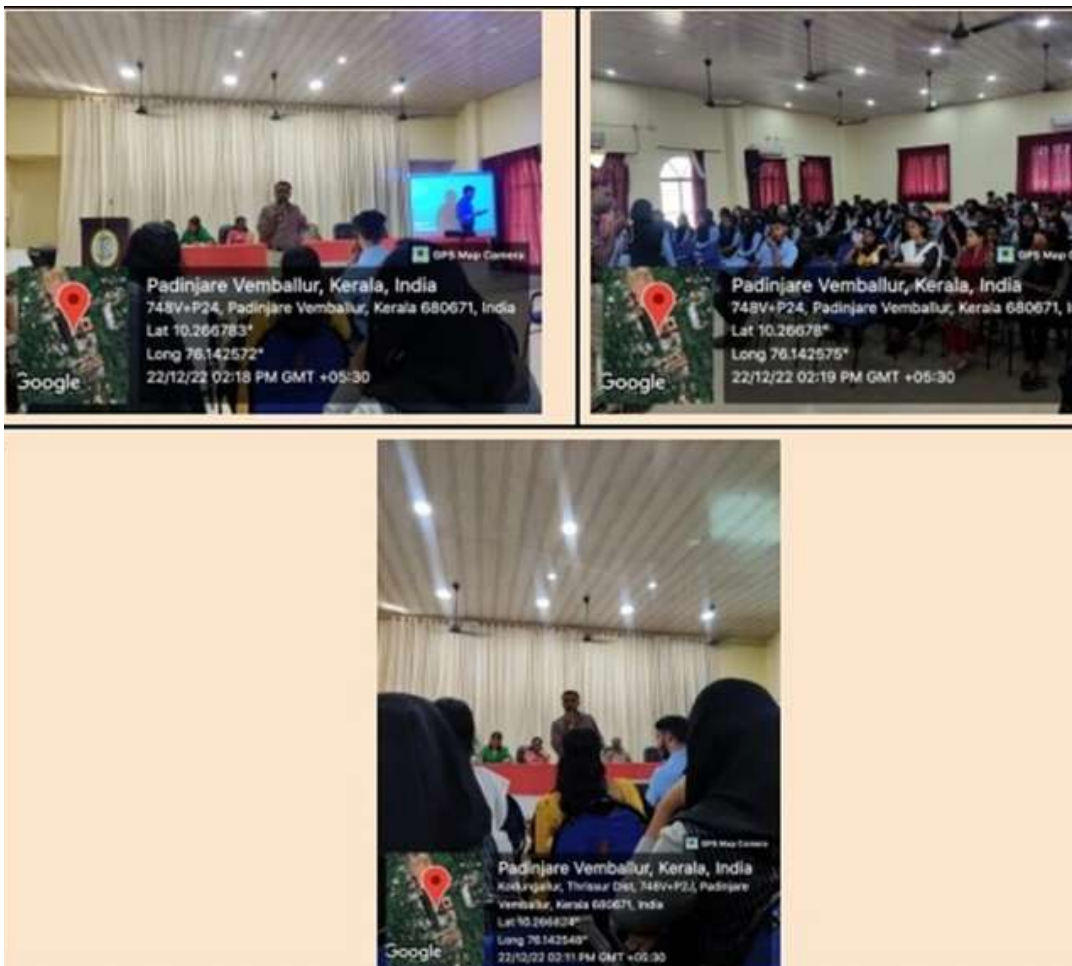 GPS Map Camera
Padinjare Vemballur, Kerala, India
748V+P24, Padinjare Vemballur, Kerala 680671, India
Lat 10.266783°
Long 76.142572°
22/12/22 02:18 PM GMT +05:30
Google
GPS Map C
Padinjare Vemballur, Kerala, India
748V+P24, Padinjare Vemballur, Kerala 680671, I
Lat 10.26678°
Long 76.142575°
22/12/22 02:19 PM GMT +05:30
Google
GPS Map Camera
Padinjare Vemballur, Kerala, India
Kodungallur, Thrissur Dist, 748V+P2J, Padinjare
Vemballur, Kerala 680671, India
Lat 10.266824°
Long 76.142548°
22/12/22 02:11 PM GMT +05:30
Google